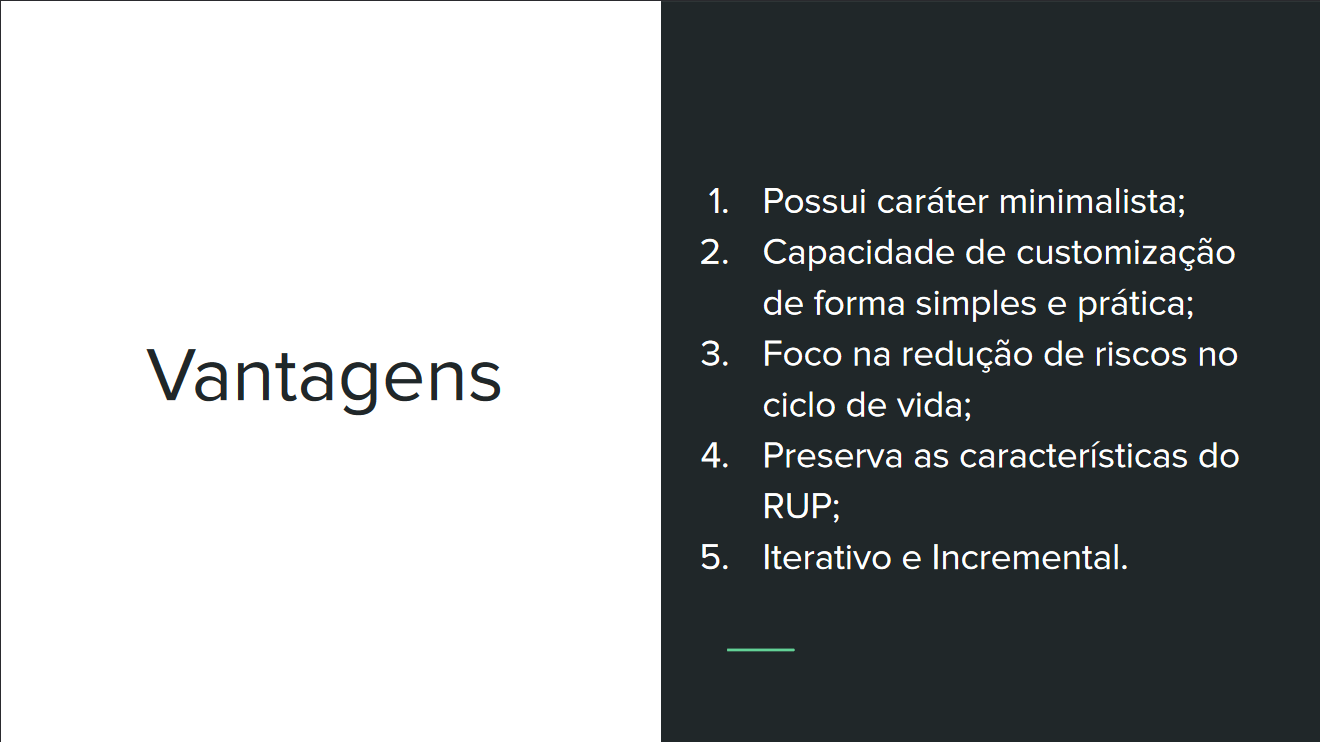 Vantagens
1. Possui caráter minimalista;
2. Capacidade de customização
de forma simples e prática;
3. Foco na redução de riscos no
ciclo de vida;
4. Preserva as características do
RUP;
5. Iterativo e Incremental.